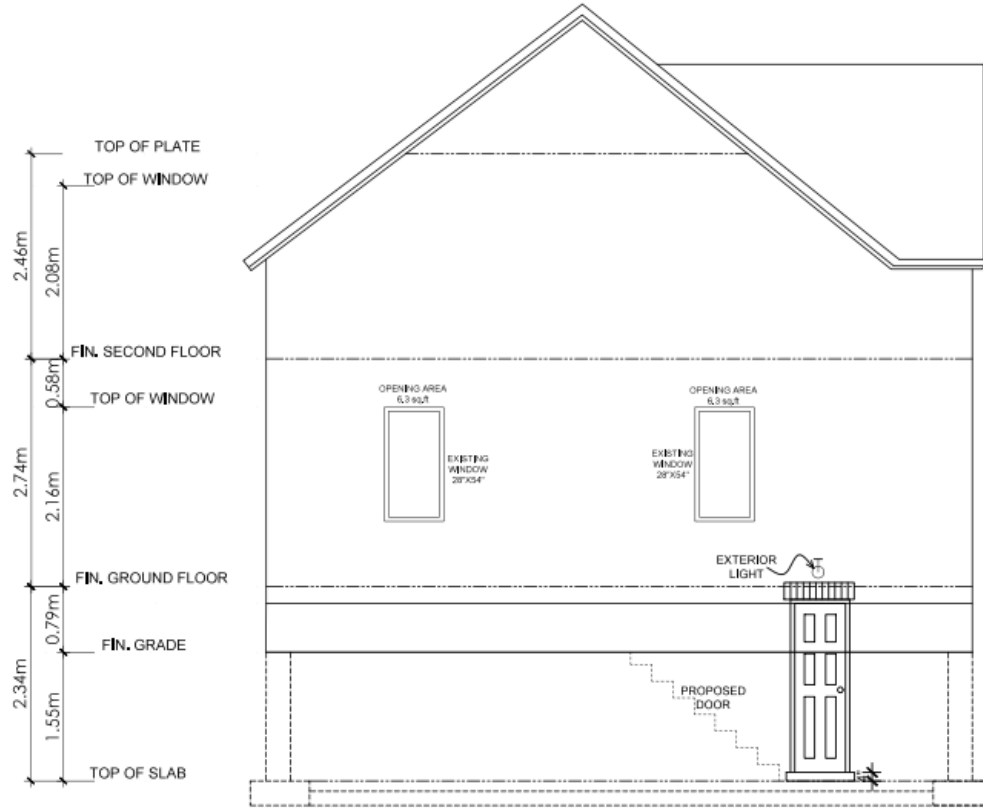 TOP OF PLATE
TOP OF WINDOW
2.46m
2.08m
FIN. SECOND FLOOR
0.58m
TOP OF WINDOW
OPENING AREA
6.3 sq.ft
OPENING AREA
6.3 sq.ft
2.74m
2.16m
EXISTING
WINDOW
28"X54"
EXISTING
WINDOW
28"X54"
EXTERIOR
LIGHT
FIN. GROUND FLOOR
0.79m
FIN. GRADE
2.34m
1.55m
PROPOSED
DOOR
TOP OF SLAB